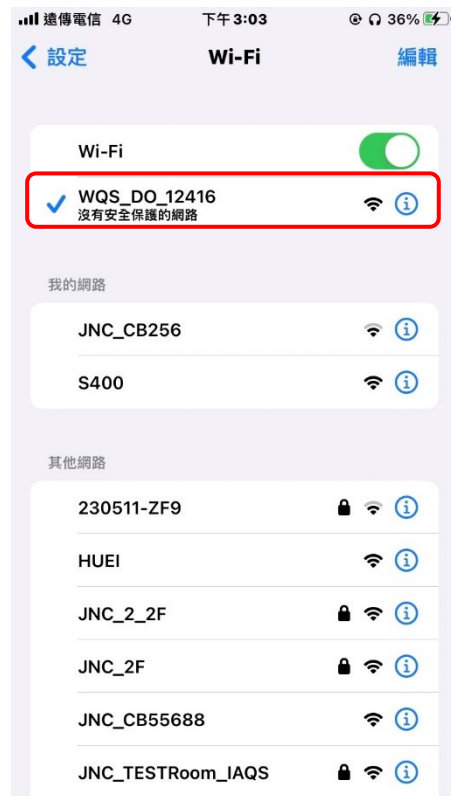 遠傳電信 4G 下午3:03 36%
設定 Wi-Fi 編輯
Wi-Fi
WQS_DO_12416
沒有安全保護的網路
我的網路
JNC_CB256
S400
其他網路
230511-ZF9
HUEI
JNC_2_2F
JNC_2F
JNC_CB55688
JNC_TESTRoom_IAQS